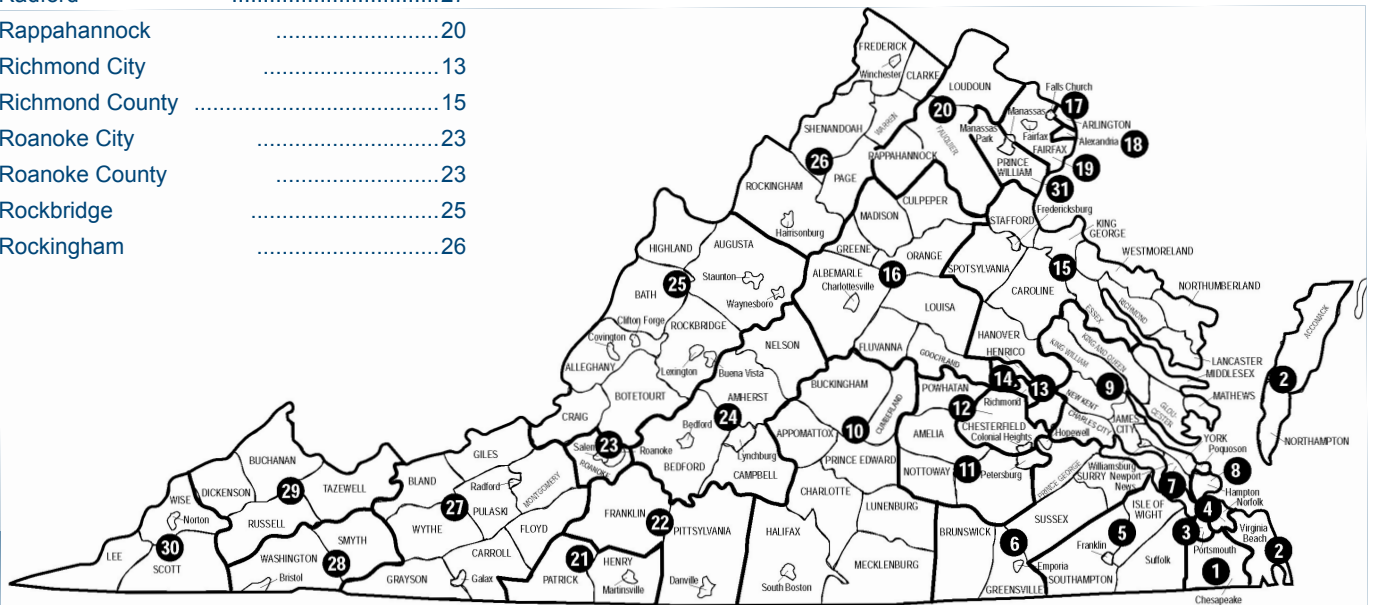 Rappahannock ...........................20
Richmond City .............................13
Richmond County .........................................15
Roanoke City ...............................23
Roanoke County ...........................23
Rockbridge ...............................25
Rockingham ..............................26
FREDERICK
Winchester
CLARKE
LOUDOUN
Falls Church
17
ARLINGTON
Manassas
20
SHENANDOAH
WARREN
FAUQUIER
Manassas
Park
Fairfax
FAIRFAX
Alexandria
18
26
RAPPAHANNOCK
PRINCE
WILLIAM
19
31
ROCKINGHAM
PAGE
CULPEPER
Fredericksburg
MADISON
STAFFORD
KING
GEORGE
Harrisonburg
HIGHLAND
AUGUSTA
GREENE
ORANGE
WESTMORELAND
SPOTSYLVANIA
15
ALBEMARLE
16
Charlottesville
Staunton
25
BATH
Waynesboro
CAROLINE
NORTHUMBERLAND
RICHMOND
ESSEX
LOUISA
ACCOMACK
Clifton Forge
ROCKBRIDGE
Covington
NELSON
HANOVER
FLUVANNA
GOOCHLAND
HENRICO
KING WILLIAM
KING AND QUEEN
LANCASTER
MIDDLESEX
ALLEGHANY
Lexington
Buena Vista
BUCKINGHAM
CUMBERLAND
POWHATAN
14
13
9
2
BOTETOURT
AMHERST
Richmond
NEW KENT
MATHEWS
CRAIG
24
12
GLOU-
CESTER
Bedford
10
APPOMATTOX
AMELIA
CHESTERFIELD
Colonial Heights
Hopewell
CHARLES CITY
JAMES
CITY
YORK
Poquoson
NORTHAMPTON
Salem
23
Roanoke
ROANOKE
Lynchburg
BUCHANAN
GILES
BEDFORD
CAMPBELL
PRINCE EDWARD
NOTTOWAY
11
Petersburg
PRINCE GEORGE
Williamsburg
SURRY
Newport
News
7
8
Hampton
Norfolk
WISE
DICKENSON
29
TAZEWELL
BLAND
Radford
MONTGOMERY
CHARLOTTE
Norton
RUSSELL
27
PULASKI
FRANKLIN
22
PITTSYLVANIA
HALIFAX
LUNENBURG
BRUNSWICK
SUSSEX
ISLE OF
WIGHT
4
Virginia
Beach
WYTHE
FLOYD
6
5
3
Portsmouth
2
LEE
30
SCOTT
WASHINGTON
SMYTH
28
CARROLL
21
HENRY
MECKLENBURG
Franklin
Suffolk
1
Bristol
GRAYSON
Galax
PATRICK
Martinsville
Danville
South Boston
Emporia
GREENSVILLE
SOUTHAMPTON
Chesapeake